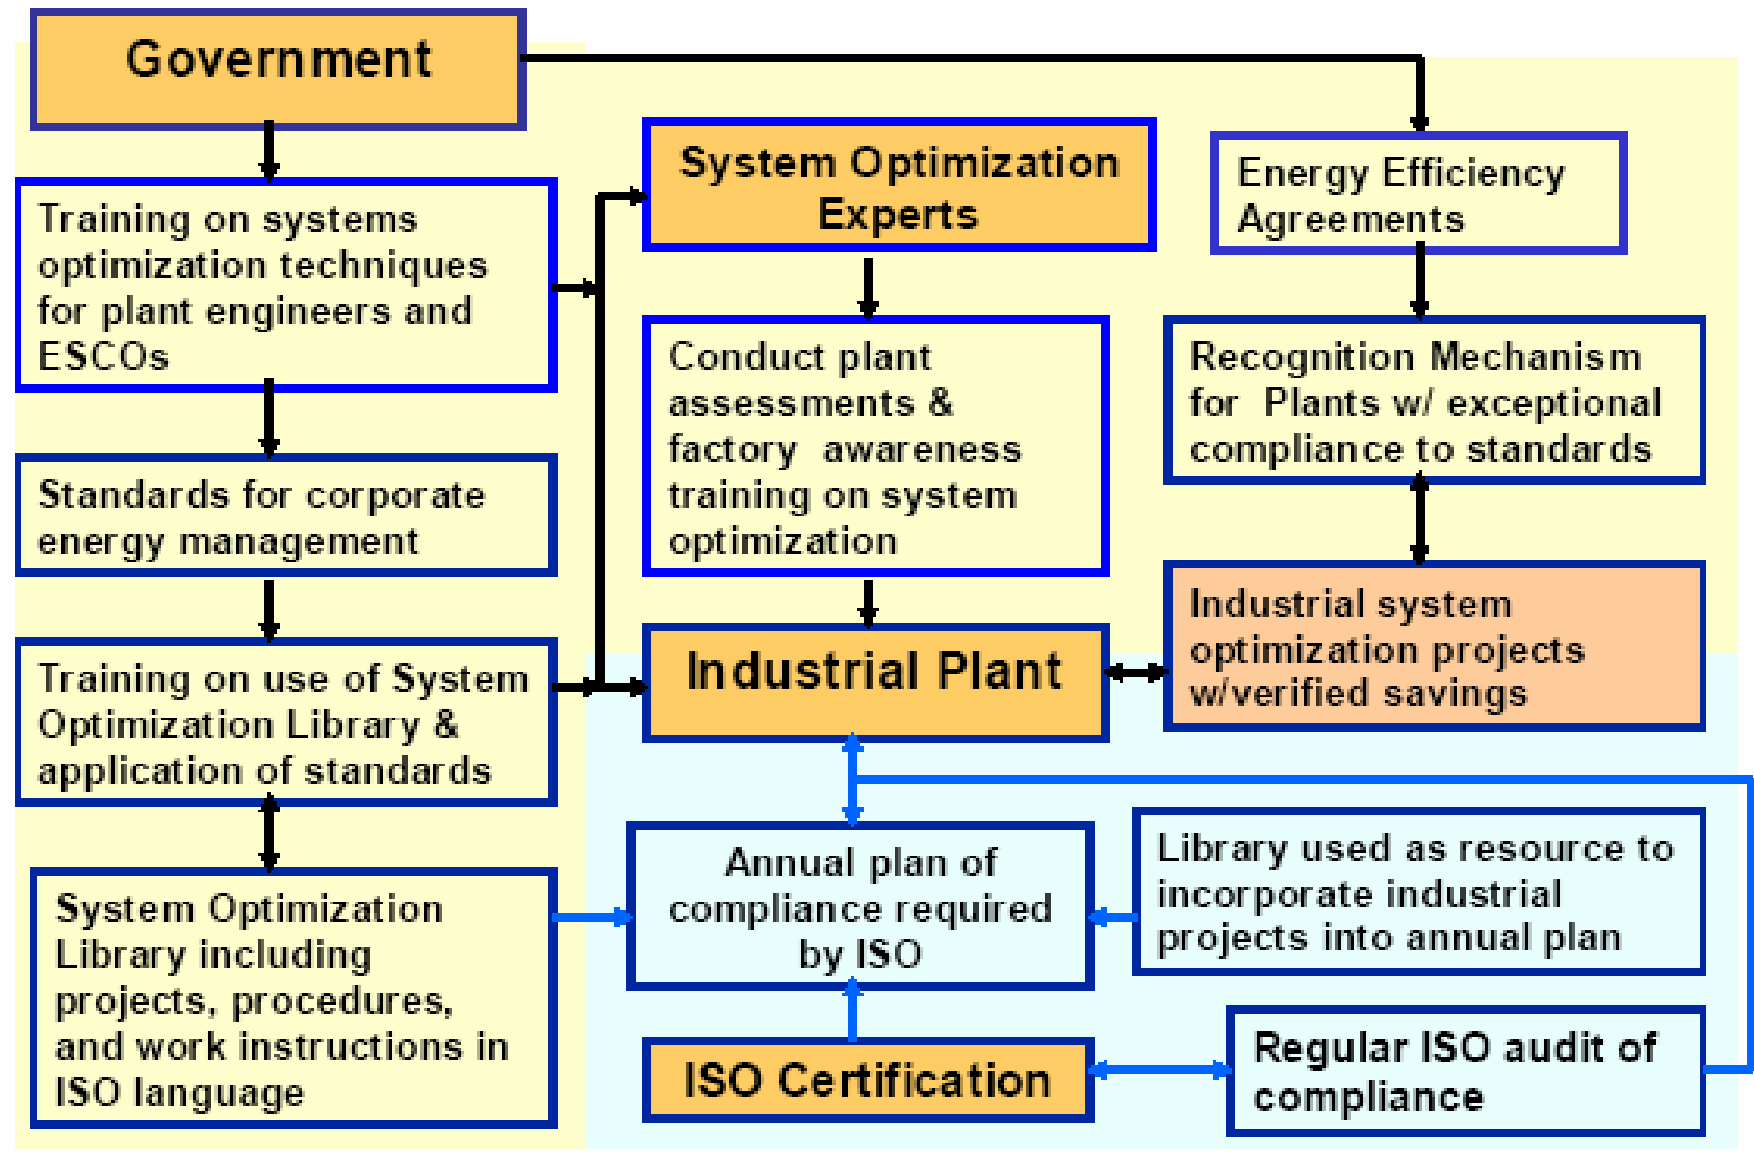 Government
Training on systems
optimization techniques
for plant engineers and
ESCOs
Standards for corporate
energy management
Training on use of System
Optimization Library &
application of standards
System Optimization
Library including
projects, procedures,
and work instructions in
ISO language
System Optimization
Experts
Conduct plant
assessments &
factory awareness
training on system
optimization
Industrial Plant
Annual plan of
compliance required
by ISO
ISO Certification
Energy Efficiency
Agreements
Recognition Mechanism
for Plants w/ exceptional
compliance to standards
Industrial system
optimization projects
w/verified savings
Library used as resource to
incorporate industrial
projects into annual plan
Regular ISO audit of
compliance